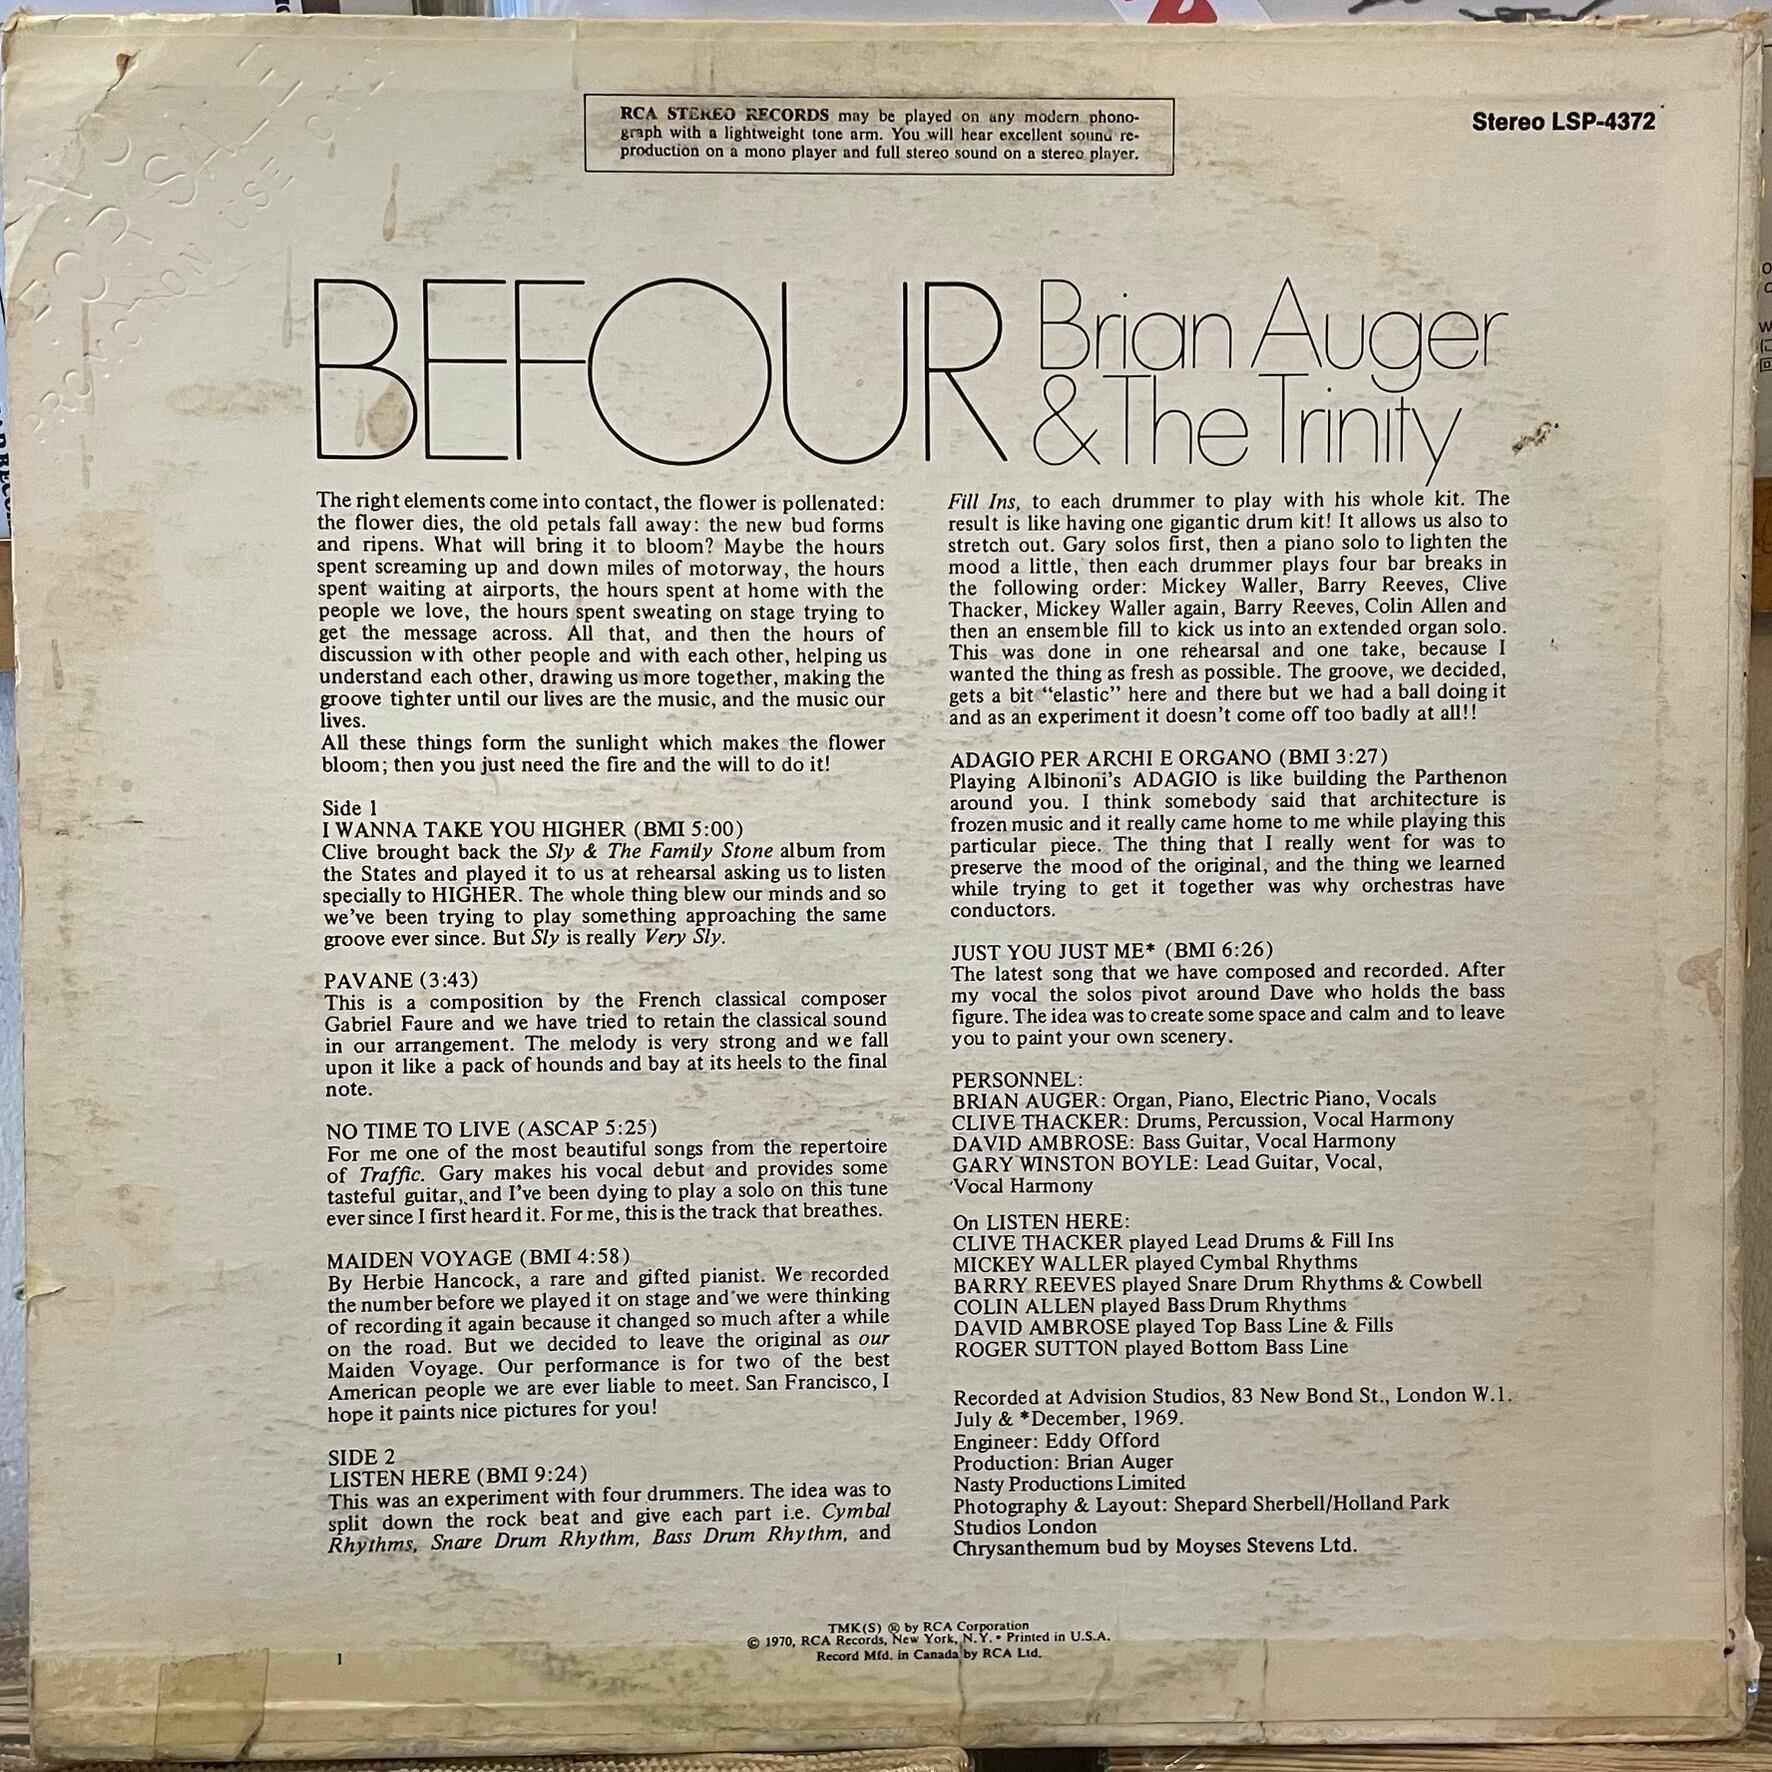 RCA STEREO RECORDS may be played on any modern phono-
graph with a lightweight tone arm. You will hear excellent sound re-
production on a mono player and full stereo sound on a stereo player.
Stereo LSP-4372
FOR SALE
PROMOTION USE
BEFOUR Brian Auger
& The Trinity
The right elements come into contact, the flower is pollenated:
the flower dies, the old petals fall away: the new bud forms
and ripens. What will bring it to bloom? Maybe the hours
spent screaming up and down miles of motorway, the hours
spent waiting at airports, the hours spent at home with the
people we love, the hours spent sweating on stage trying to
get the message across. All that, and then the hours of
discussion with other people and with each other, helping us
understand each other, drawing us more together, making the
groove tighter until our lives are the music, and the music our
lives.
All these things form the sunlight which makes the flower
bloom; then you just need the fire and the will to do it!
Side 1
I WANNA TAKE YOU HIGHER (BMI 5:00)
Clive brought back the Sly & The Family Stone album from
the States and played it to us at rehearsal asking us to listen
specially to HIGHER. The whole thing blew our minds and so
we've been trying to play something approaching the same
groove ever since. But Sly is really Very Sly.
PAVANE (3:43)
This is a composition by the French classical composer
Gabriel Faure and we have tried to retain the classical sound
in our arrangement. The melody is very strong and we fall
upon it like a pack of hounds and bay at its heels to the final
note.
NO TIME TO LIVE (ASCAP 5:25)
For me one of the most beautiful songs from the repertoire
of Traffic. Gary makes his vocal debut and provides some
tasteful guitar, and I've been dying to play a solo on this tune
ever since I first heard it. For me, this is the track that breathes.
MAIDEN VOYAGE (BMI 4:58)
By Herbie Hancock, a rare and gifted pianist. We recorded
the number before we played it on stage and we were thinking
of recording it again because it changed so much after a while
on the road. But we decided to leave the original as our
Maiden Voyage. Our performance is for two of the best
American people we are ever liable to meet. San Francisco, I
hope it paints nice pictures for you!
SIDE 2
LISTEN HERE (BMI 9:24)
This was an experiment with four drummers. The idea was to
split down the rock beat and give each part i.e. Cymbal
Rhythms, Snare Drum Rhythm, Bass Drum Rhythm, and
Fill Ins, to each drummer to play with his whole kit. The
result is like having one gigantic drum kit! It allows us also to
stretch out. Gary solos first, then a piano solo to lighten the
mood a little, then each drummer plays four bar breaks in
the following order: Mickey Waller, Barry Reeves, Clive
Thacker, Mickey Waller again, Barry Reeves, Colin Allen and
then an ensemble fill to kick us into an extended organ solo.
This was done in one rehearsal and one take, because I
wanted the thing as fresh as possible. The groove, we decided,
gets a bit "elastic" here and there but we had a ball doing it
and as an experiment it doesn't come off too badly at all!!
ADAGIO PER ARCHI E ORGANO (BMI 3:27)
Playing Albinoni's ADAGIO is like building the Parthenon
around you. I think somebody said that architecture is
frozen music and it really came home to me while playing this
particular piece. The thing that I really went for was to
preserve the mood of the original, and the thing we learned
while trying to get it together was why orchestras have
conductors.
JUST YOU JUST ME* (BMI 6:26)
The latest song that we have composed and recorded. After
my vocal the solos pivot around Dave who holds the bass
figure. The idea was to create some space and calm and to leave
you to paint your own scenery.
PERSONNEL:
BRIAN AUGER: Organ, Piano, Electric Piano, Vocals
CLIVE THACKER: Drums, Percussion, Vocal Harmony
DAVID AMBROSE: Bass Guitar, Vocal Harmony
GARY WINSTON BOYLE: Lead Guitar, Vocal,
Vocal Harmony
On LISTEN HERE:
CLIVE THACKER played Lead Drums & Fill Ins
MICKEY WALLER played Cymbal Rhythms
BARRY REEVES played Snare Drum Rhythms & Cowbell
COLIN ALLEN played Bass Drum Rhythms
DAVID AMBROSE played Top Bass Line & Fills
ROGER SUTTON played Bottom Bass Line
Recorded at Advision Studios, 83 New Bond St., London W.1.
July & *December, 1969.
Engineer: Eddy Offord
Production: Brian Auger
Nasty Productions Limited
Photography & Layout: Shepard Sherbell/Holland Park
Studios London
Chrysanthemum bud by Moyses Stevens Ltd.
TMK(S) ® by RCA Corporation
© 1970, RCA Records, New York, N.Y. • Printed in U.S.A.
Record Mfd. in Canada by RCA Ltd.
1